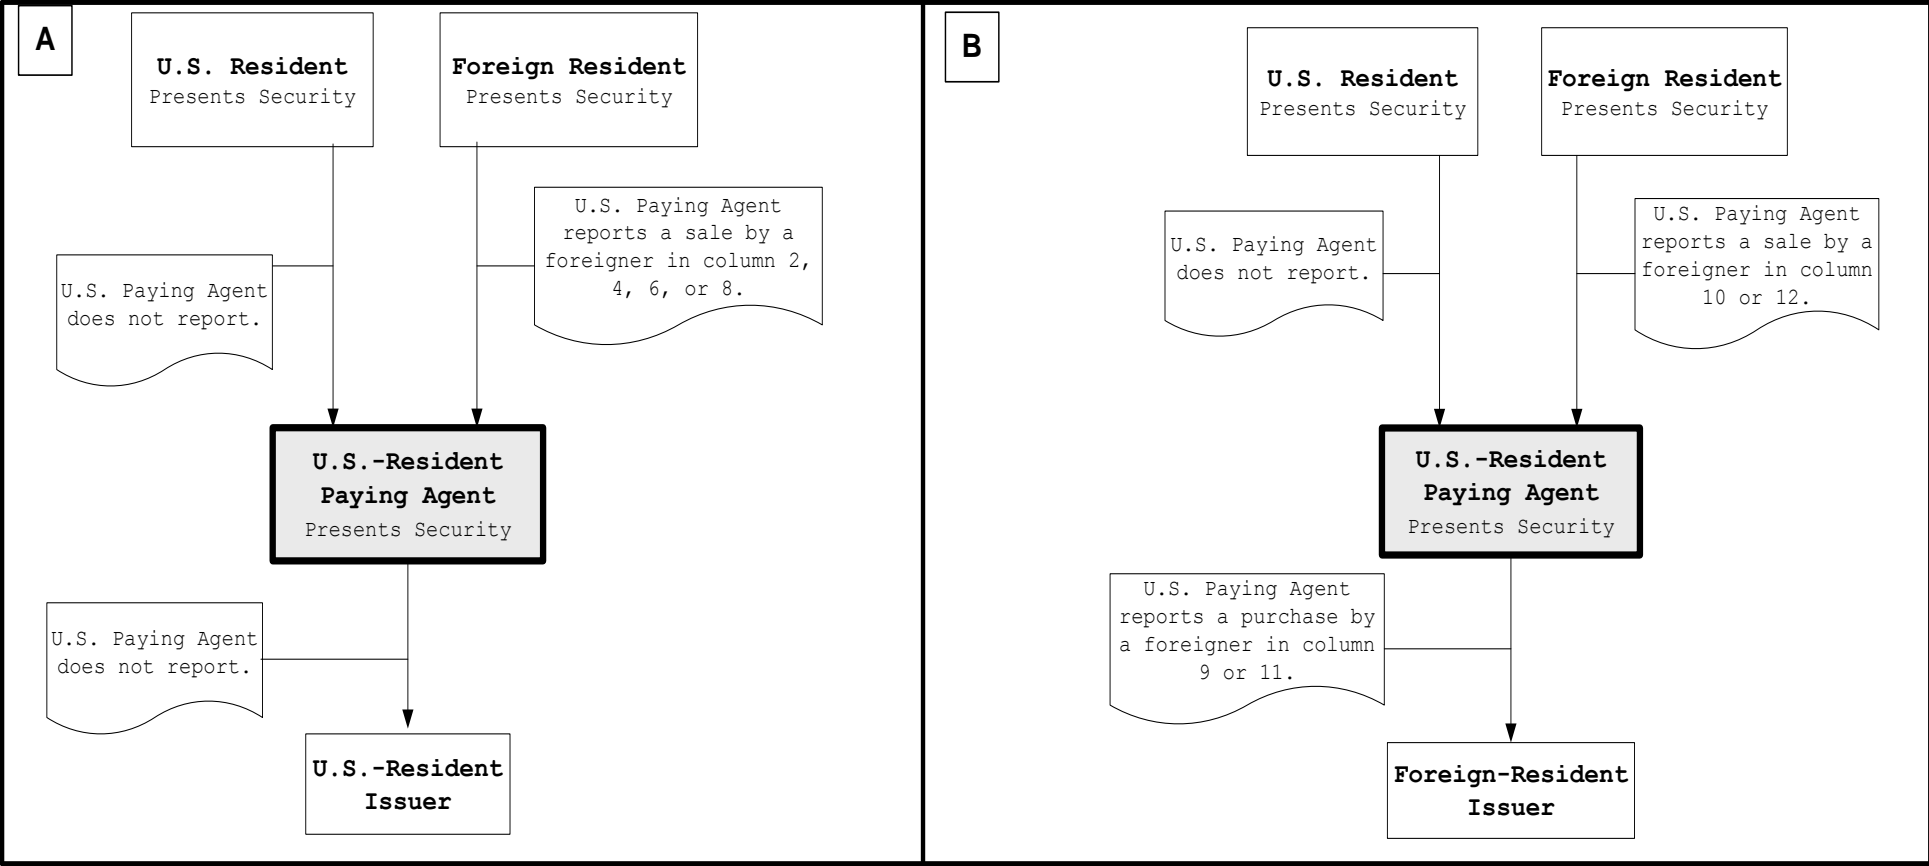 A
U.S. Resident
Presents Security
Foreign Resident
Presents Security
U.S. Paying Agent
reports a sale by a
foreigner in column 2,
4, 6, or 8.
U.S. Paying Agent
does not report.
U.S.-Resident
Paying Agent
Presents Security
U.S. Paying Agent
does not report.
U.S.-Resident
Issuer
B
U.S. Resident
Presents Security
Foreign Resident
Presents Security
U.S. Paying Agent
does not report.
U.S. Paying Agent
reports a sale by a
foreigner in column
10 or 12.
U.S.-Resident
Paying Agent
Presents Security
U.S. Paying Agent
reports a purchase by
a foreigner in column
9 or 11.
Foreign-Resident
Issuer